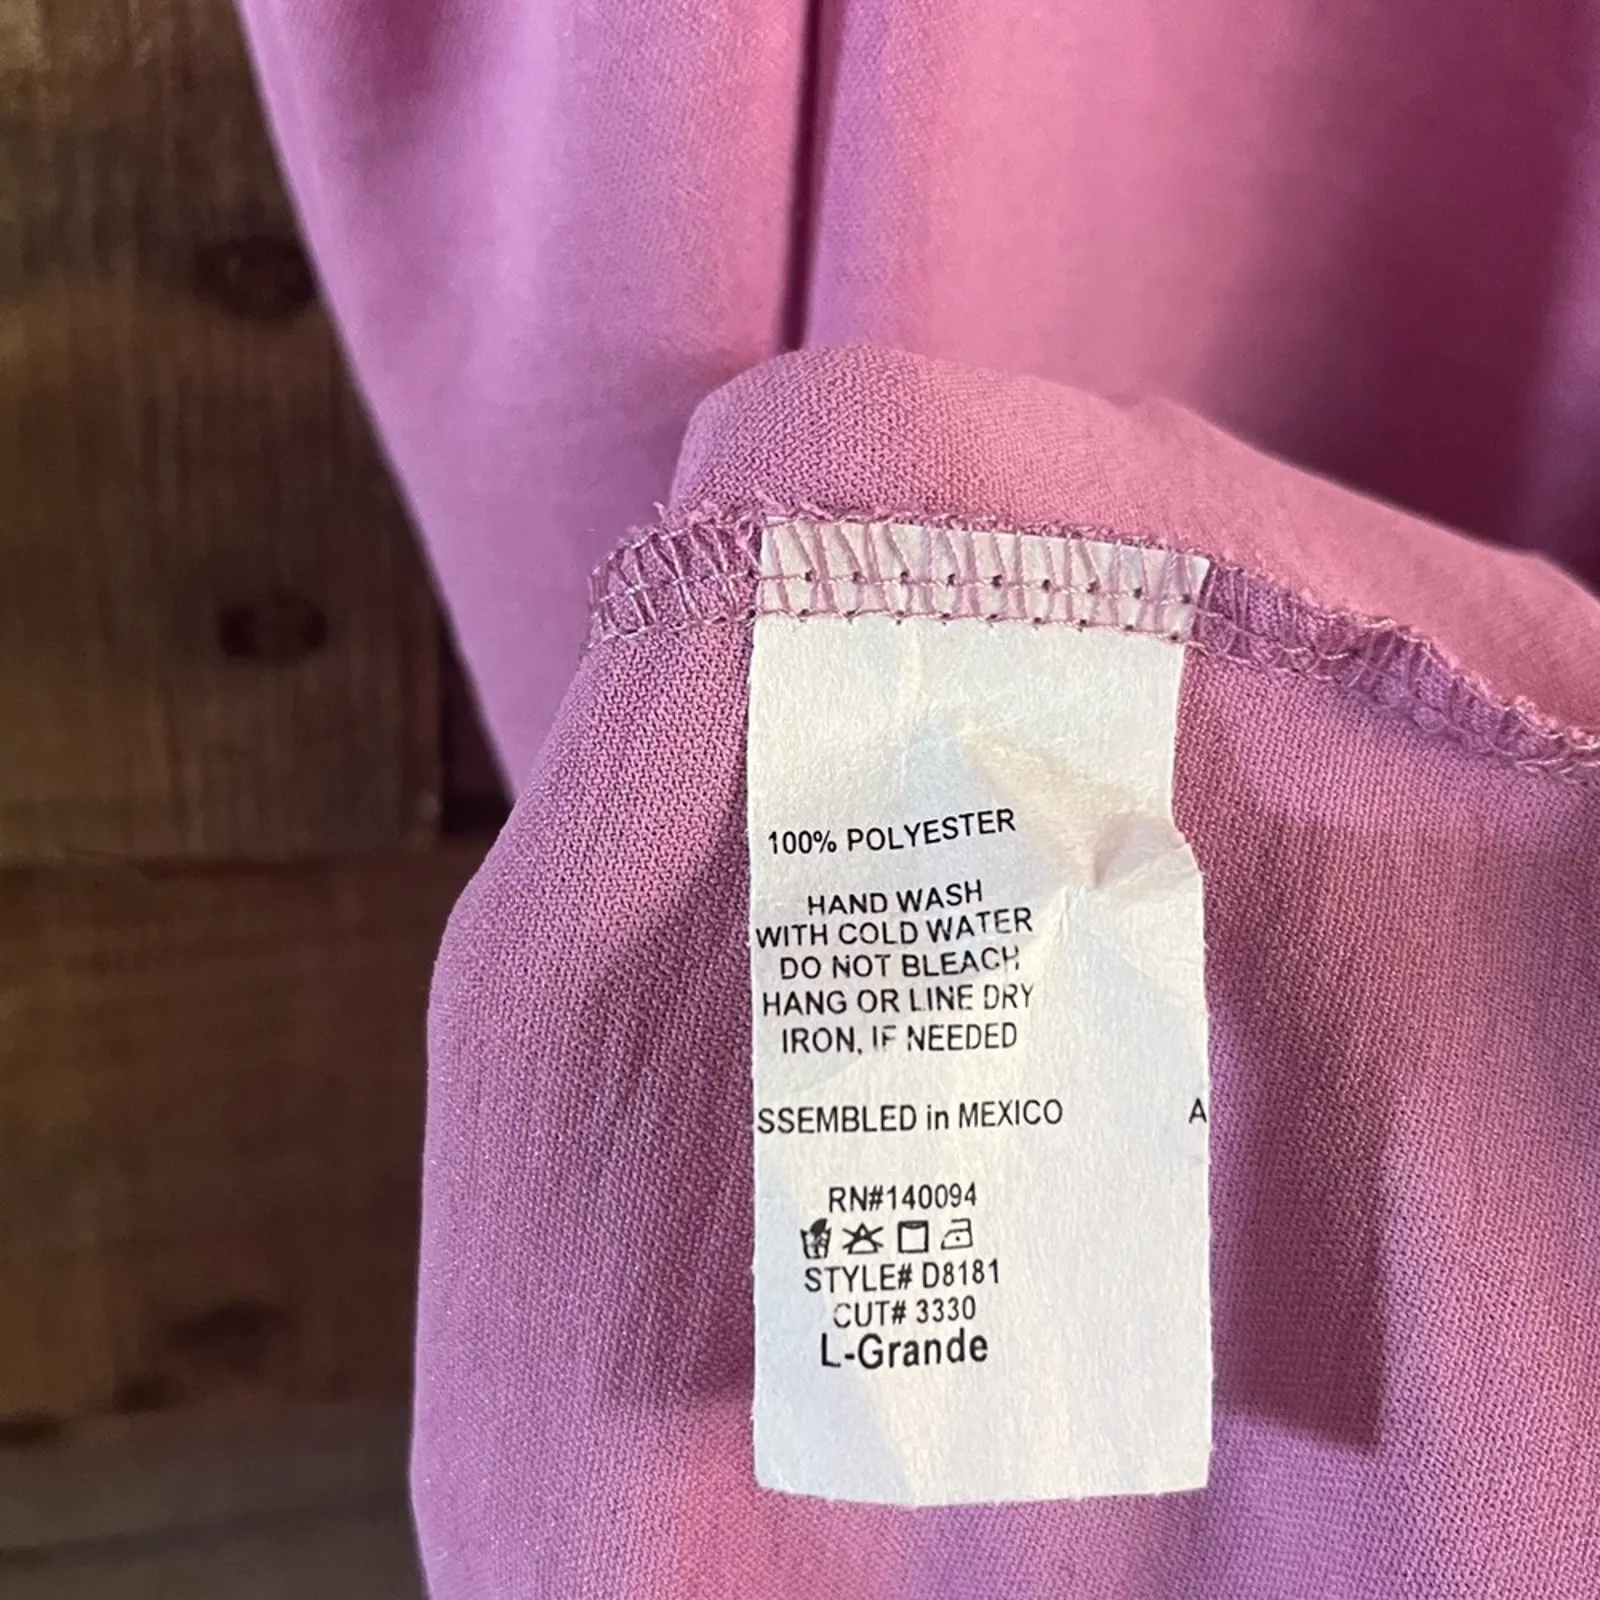 100% POLYESTER
HAND WASH
WITH COLD WATER
DO NOT BLEACH
HANG OR LINE DRY
IRON, IF NEEDED
SSEMBLED in MEXICO A
RN#140094
STYLE# D8181
CUT# 3330
L-Grande